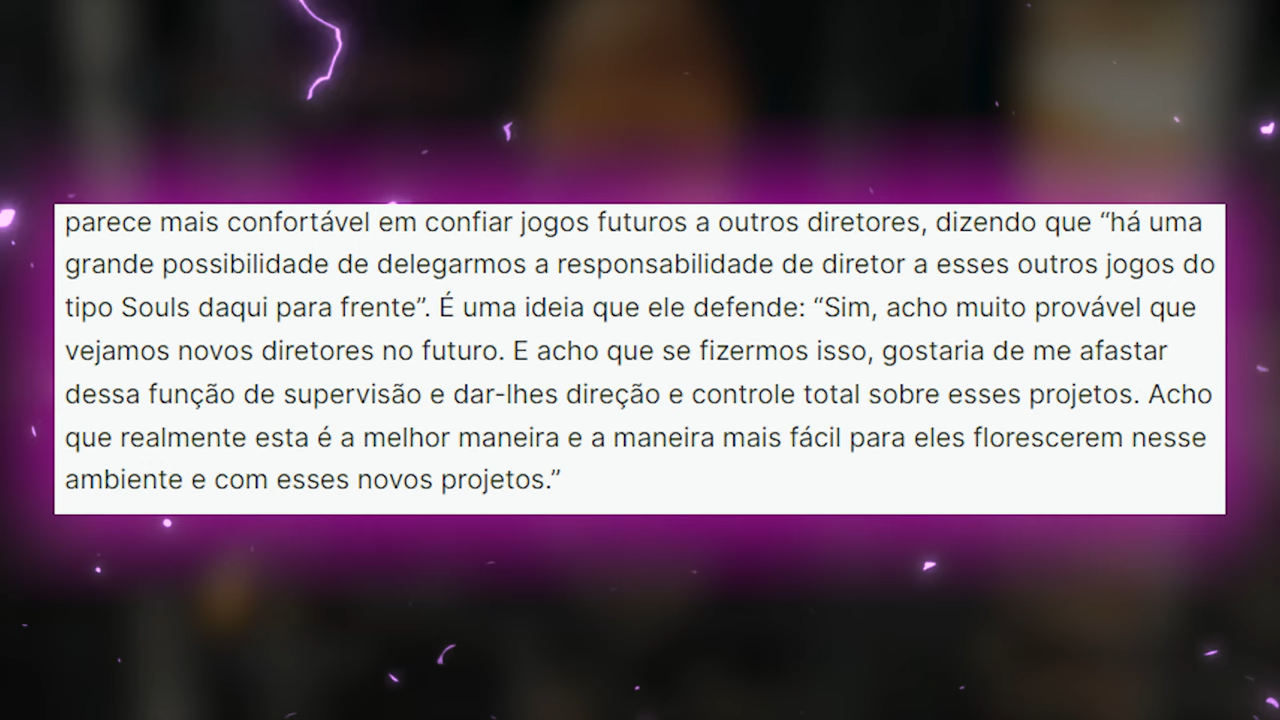 parece mais confortável em confiar jogos futuros a outros diretores, dizendo que “há uma
grande possibilidade de delegarmos a responsabilidade de diretor a esses outros jogos do
tipo Souls daqui para frente”. É uma ideia que ele defende: “Sim, acho muito provável que
vejamos novos diretores no futuro. E acho que se fizermos isso, gostaria de me afastar
dessa função de supervisão e dar-lhes direção e controle total sobre esses projetos. Acho
que realmente esta é a melhor maneira e a maneira mais fácil para eles florescerem nesse
ambiente e com esses novos projetos.”